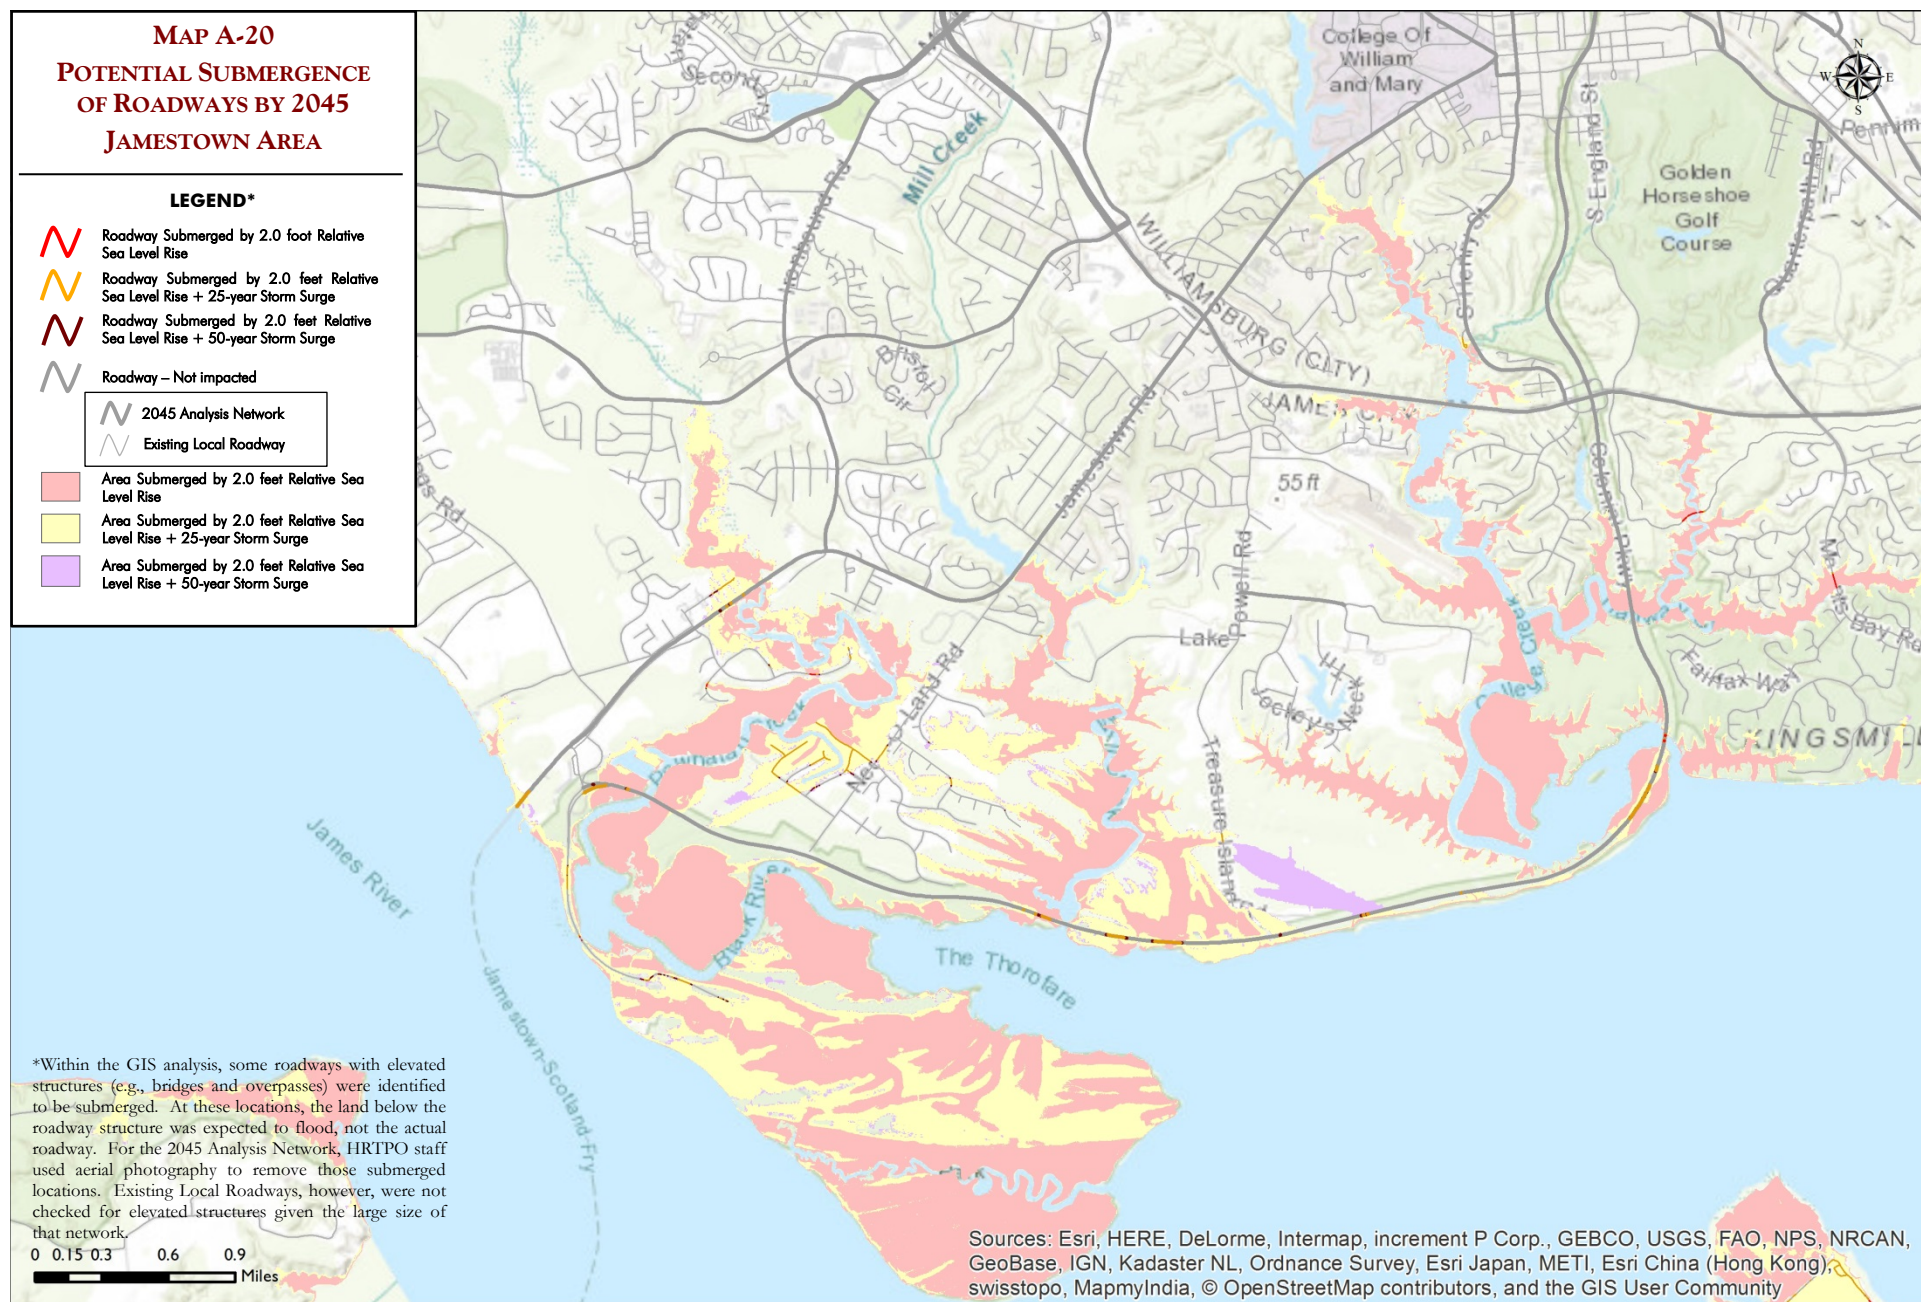 MAP A-20
POTENTIAL SUBMERGENCE
OF ROADWAYS BY 2045
JAMESTOWN AREA
LEGEND*
Roadway Submerged by 2.0 foot Relative
Sea Level Rise
Roadway Submerged by 2.0 feet Relative
Sea Level Rise + 25-year Storm Surge
Roadway Submerged by 2.0 feet Relative
Sea Level Rise + 50-year Storm Surge
Roadway – Not impacted
2045 Analysis Network
Existing Local Roadway
Area Submerged by 2.0 feet Relative Sea
Level Rise
Area Submerged by 2.0 feet Relative Sea
Level Rise + 25-year Storm Surge
Area Submerged by 2.0 feet Relative Sea
Level Rise + 50-year Storm Surge
College Of
William
and Mary
N
W E
S
Golden
Horseshoe
Golf
Course
S England St
Quarterpath Rd
S Henry St
Mill Creek
Ironbound Rd
WILLIAMSBURG (CITY)
Bristol
Cir
Jamestown Rd
55 ft
Colonial Pkwy
Powell Rd
Lake
Jockeys
Neck
College Creek
Fairfax Way
KINGSMILL
Treasure Island Rd
Powhatan Creek
James River
Black River
The Thorofare
Jamestown-Scotland Fry
*Within the GIS analysis, some roadways with elevated
structures (e.g., bridges and overpasses) were identified
to be submerged. At these locations, the land below the
roadway structure was expected to flood, not the actual
roadway. For the 2045 Analysis Network, HRTPO staff
used aerial photography to remove those submerged
locations. Existing Local Roadways, however, were not
checked for elevated structures given the large size of
that network.
0 0.15 0.3 0.6 0.9
Miles
Sources: Esri, HERE, DeLorme, Intermap, increment P Corp., GEBCO, USGS, FAO, NPS, NRCAN,
GeoBase, IGN, Kadaster NL, Ordnance Survey, Esri Japan, METI, Esri China (Hong Kong),
swisstopo, MapmyIndia, © OpenStreetMap contributors, and the GIS User Community